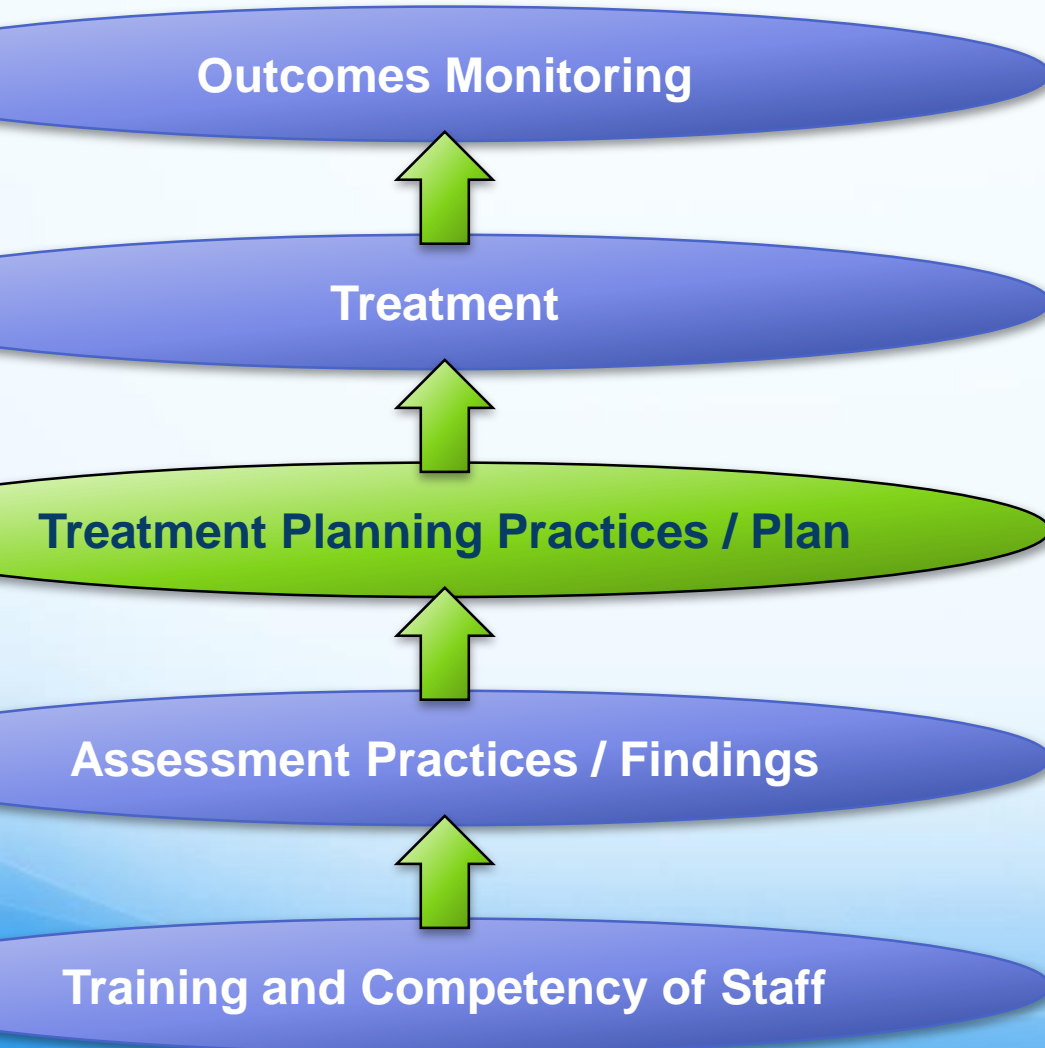 Outcomes Monitoring
Treatment
Treatment Planning Practices / Plan
Assessment Practices / Findings
Training and Competency of Staff